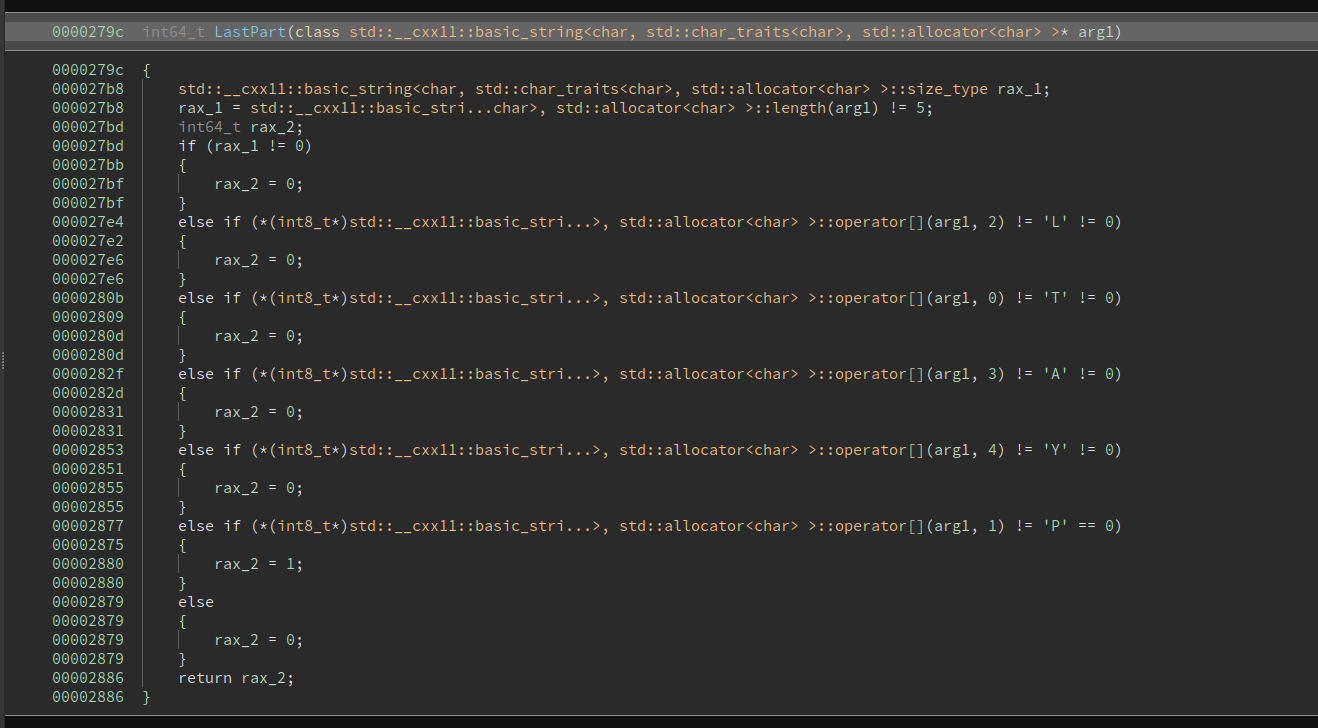 0000279c  int64_t LastPart(class std::__cxx11::basic_string<char, std::char_traits<char>, std::allocator<char> >* arg1)
0000279c  {
000027b8      std::__cxx11::basic_string<char, std::char_traits<char>, std::allocator<char> >::size_type rax_1;
000027b8      rax_1 = std::__cxx11::basic_stri...char>, std::allocator<char> >::length(arg1) != 5;
000027bd      int64_t rax_2;
000027bd      if (rax_1 != 0)
000027bb      {
000027bf          rax_2 = 0;
000027bf      }
000027e4      else if (*(int8_t*)std::__cxx11::basic_stri...>, std::allocator<char> >::operator[](arg1, 2) != 'L' != 0)
000027e2      {
000027e6          rax_2 = 0;
000027e6      }
0000280b      else if (*(int8_t*)std::__cxx11::basic_stri...>, std::allocator<char> >::operator[](arg1, 0) != 'T' != 0)
00002809      {
0000280d          rax_2 = 0;
0000280d      }
0000282f      else if (*(int8_t*)std::__cxx11::basic_stri...>, std::allocator<char> >::operator[](arg1, 3) != 'A' != 0)
0000282d      {
00002831          rax_2 = 0;
00002831      }
00002853      else if (*(int8_t*)std::__cxx11::basic_stri...>, std::allocator<char> >::operator[](arg1, 4) != 'Y' != 0)
00002851      {
00002855          rax_2 = 0;
00002855      }
00002877      else if (*(int8_t*)std::__cxx11::basic_stri...>, std::allocator<char> >::operator[](arg1, 1) != 'P' == 0)
00002875      {
00002880          rax_2 = 1;
00002880      }
00002879      else
00002879      {
00002879          rax_2 = 0;
00002879      }
00002886      return rax_2;
00002886  }